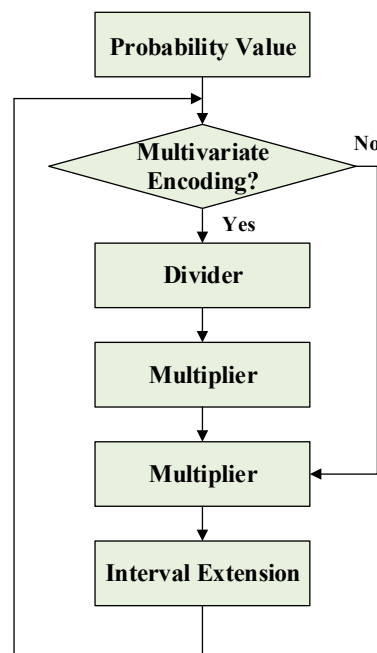 Probability Value
Multivariate
Encoding?
No
Yes
Divider
Multiplier
Multiplier
Interval Extension